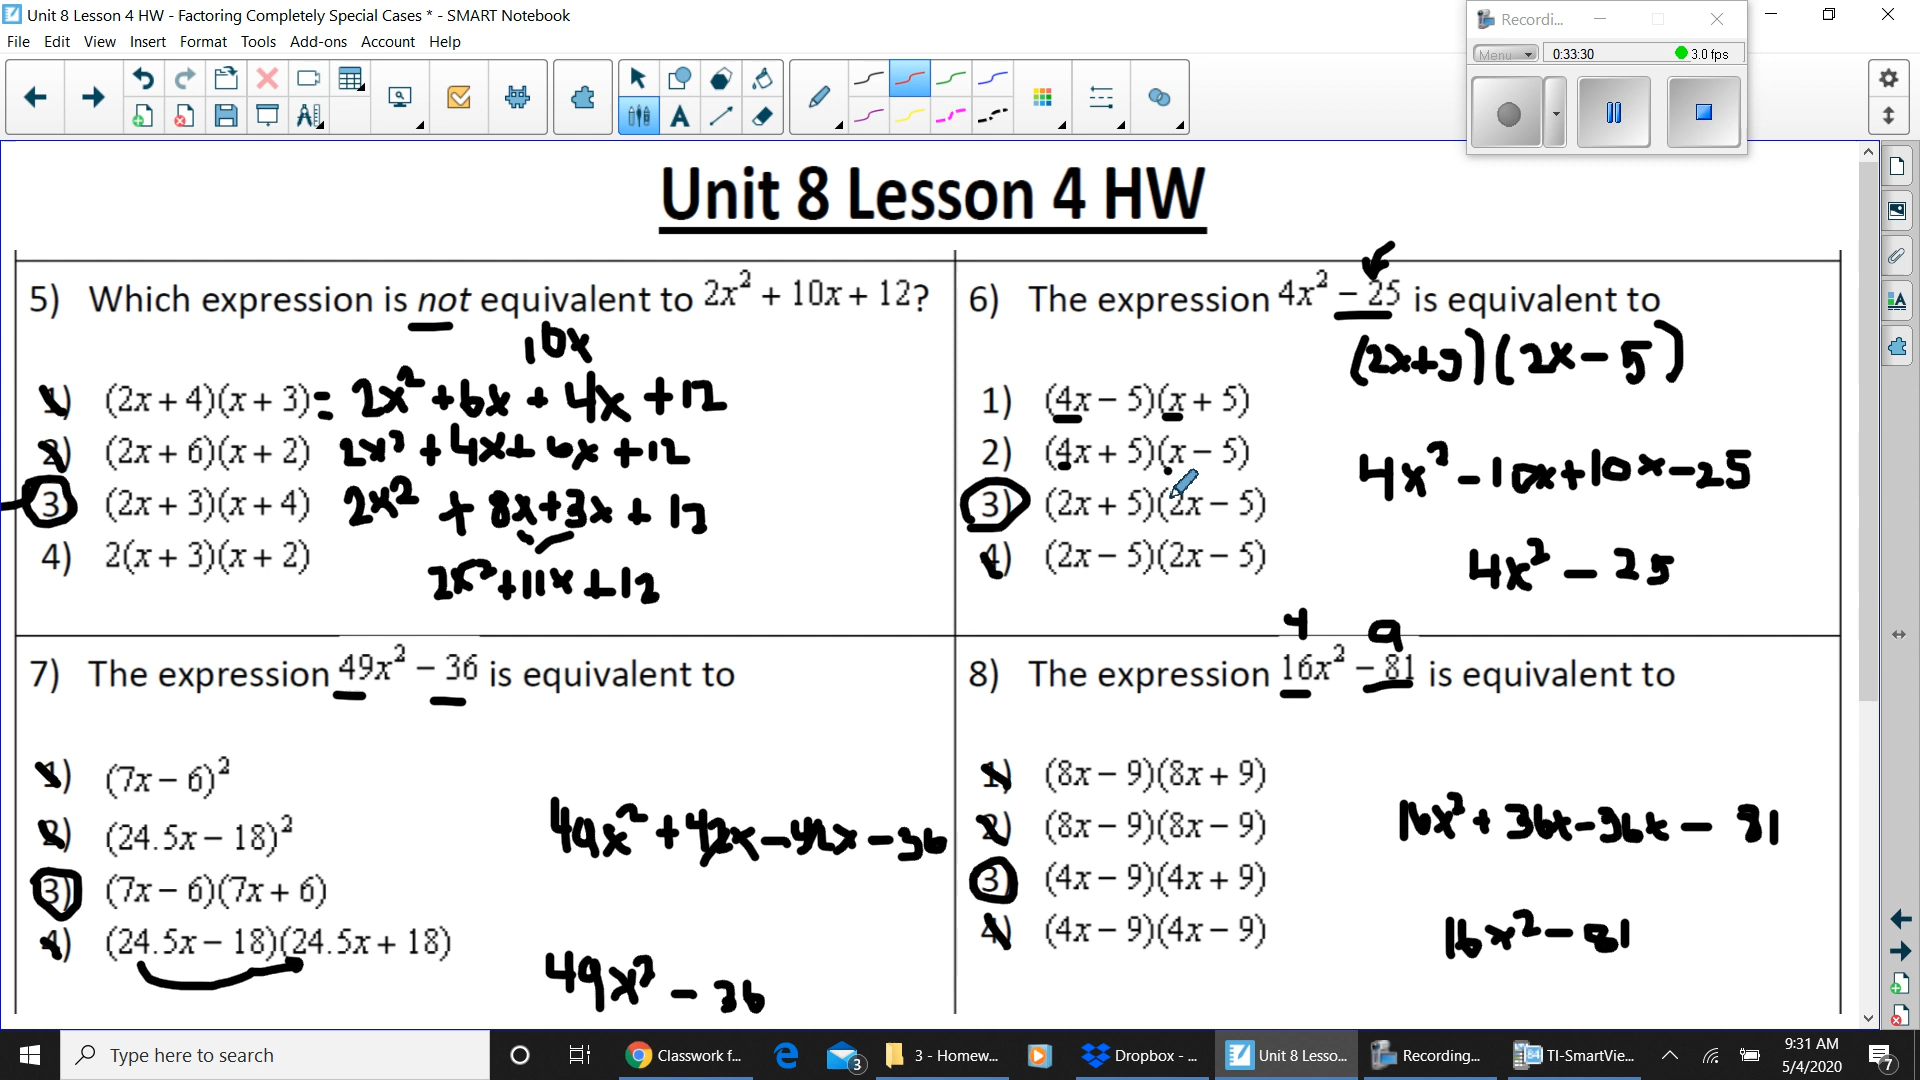 Unit 8 Lesson 4 HW - Factoring Completely Special Cases * - SMART Notebook
File Edit View Insert Format Tools Add-ons Account Help
Recordi...
Menu
0:33:30
3.0 fps
Unit 8 Lesson 4 HW
5) Which expression is not equivalent to 2x² + 10x + 12?
10x
1) (2x + 4)(x + 3) = 2x² + 6x + 4x + 12
2) (2x + 6)(x + 2) 2x² + 4x + 6x + 12
3) (2x + 3)(x + 4) 2x² + 8x + 3x + 12
4) 2(x + 3)(x + 2)
2x² + 11x + 12
6) The expression 4x² − 25 is equivalent to
(2x+5)(2x − 5)
1) (4x − 5)(x + 5)
2) (4x + 5)(x − 5)
4x² − 10x + 10x − 25
3) (2x + 5)(2x − 5)
4) (2x − 5)(2x − 5)
4x² − 25
7) The expression 49x² − 36 is equivalent to
1) (7x − 6)²
2) (24.5x − 18)²
49x² + 42x − 42x − 36
3) (7x − 6)(7x + 6)
4) (24.5x − 18)(24.5x + 18)
49x² − 36
4 9
8) The expression 16x² − 81 is equivalent to
1) (8x − 9)(8x + 9)
2) (8x − 9)(8x − 9)
16x² + 36x − 36x − 81
3) (4x − 9)(4x + 9)
4) (4x − 9)(4x − 9)
16x² − 81
Type here to search
Classwork f...
3
3 - Homew...
Dropbox - ...
Unit 8 Lesso...
Recording...
84
TI-SmartVie...
9:31 AM
5/4/2020
7